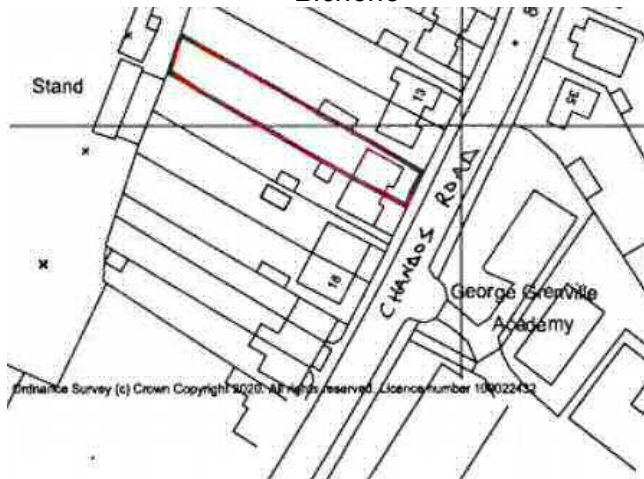 Stand
13
35
18
CHANDOS ROAD
George Grenville
Academy
Ordnance Survey (c) Crown Copyright 2020. All rights reserved. Licence number 100022432